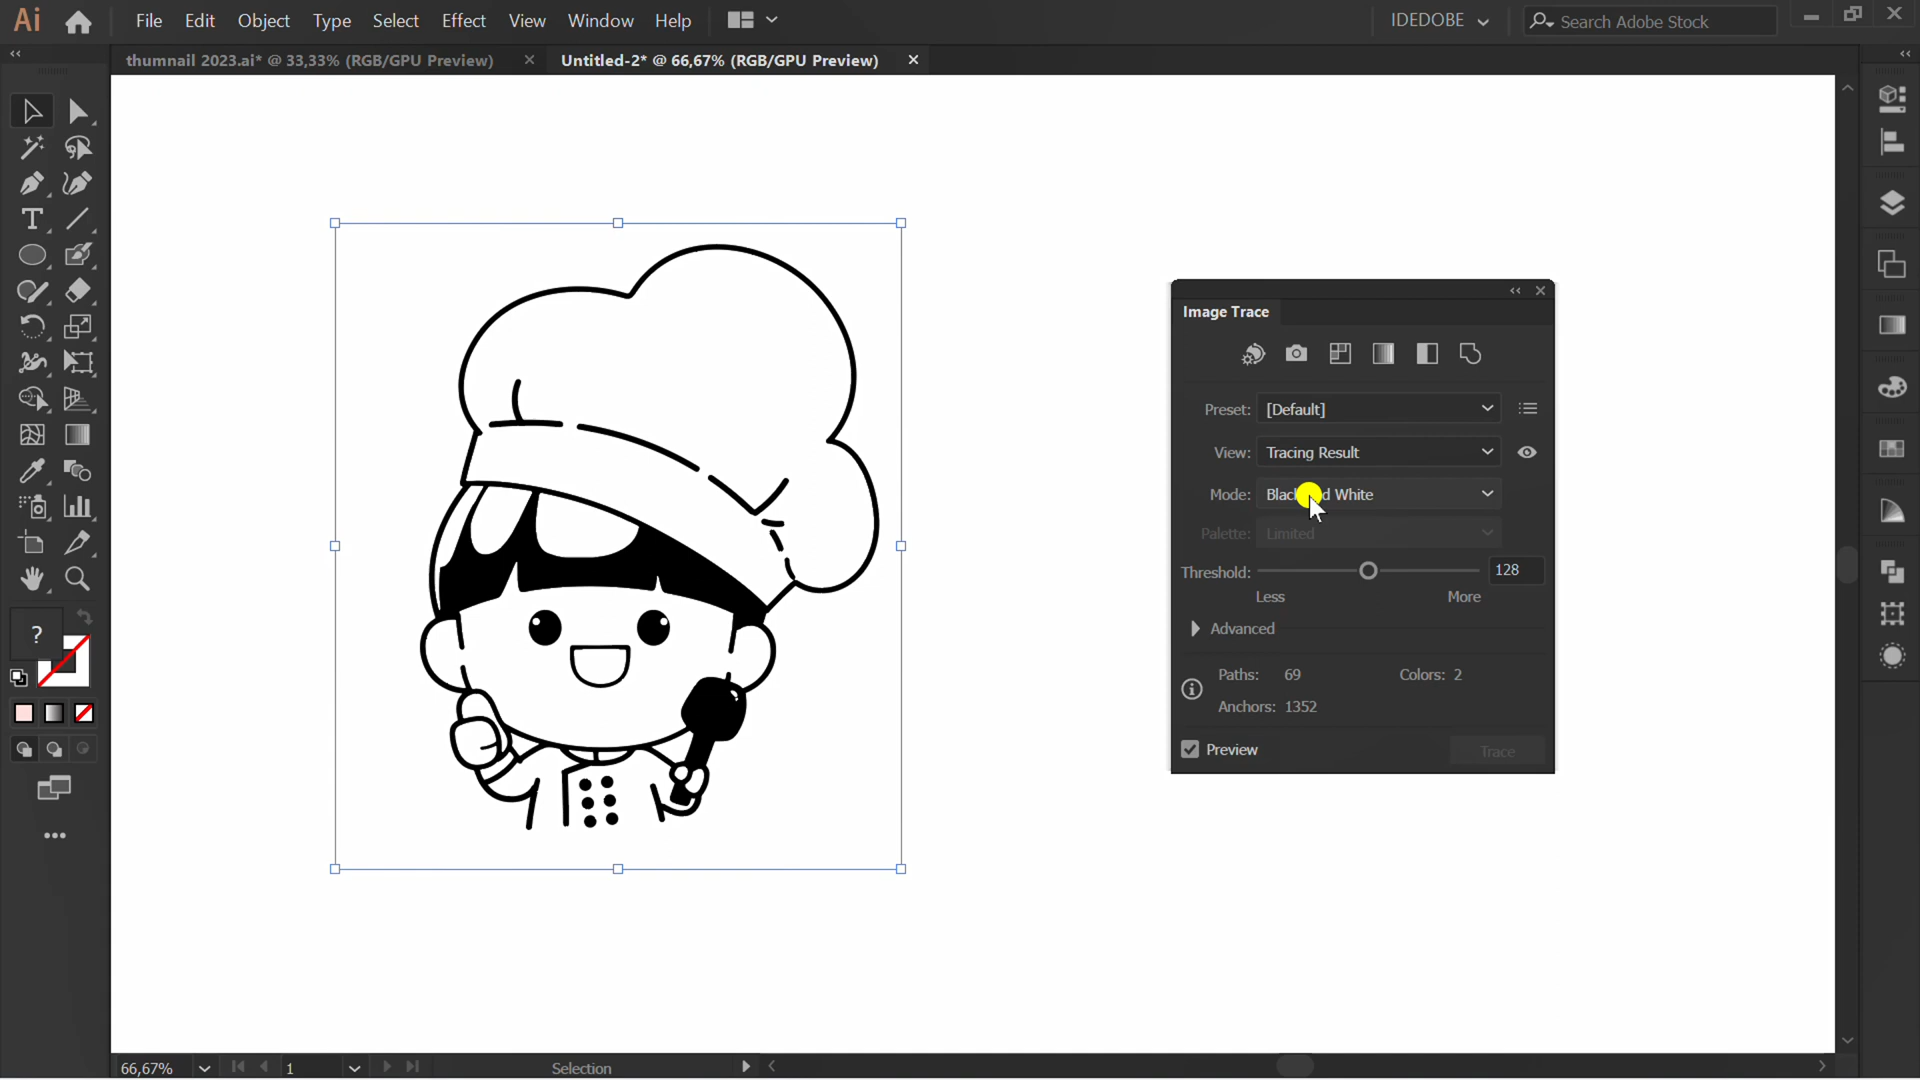 Ai File Edit Object Type Select Effect View Window Help IDEDOBE Search Adobe Stock
thumnail 2023.ai* @ 33,33% (RGB/GPU Preview) Untitled-2* @ 66,67% (RGB/GPU Preview)
Image Trace
Preset: [Default]
View: Tracing Result
Mode: Black and White
Palette: Limited
Threshold: 128
Less More
Advanced
Paths: 69 Colors: 2
Anchors: 1352
Preview Trace
?
66,67% 1 Selection